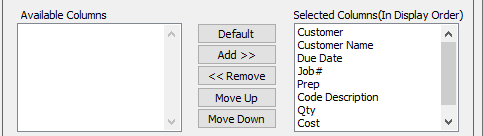 Available Columns
Default
Add >>
<< Remove
Move Up
Move Down
Selected Columns(In Display Order)
Customer
Customer Name
Due Date
Job#
Prep
Code Description
Qty
Cost